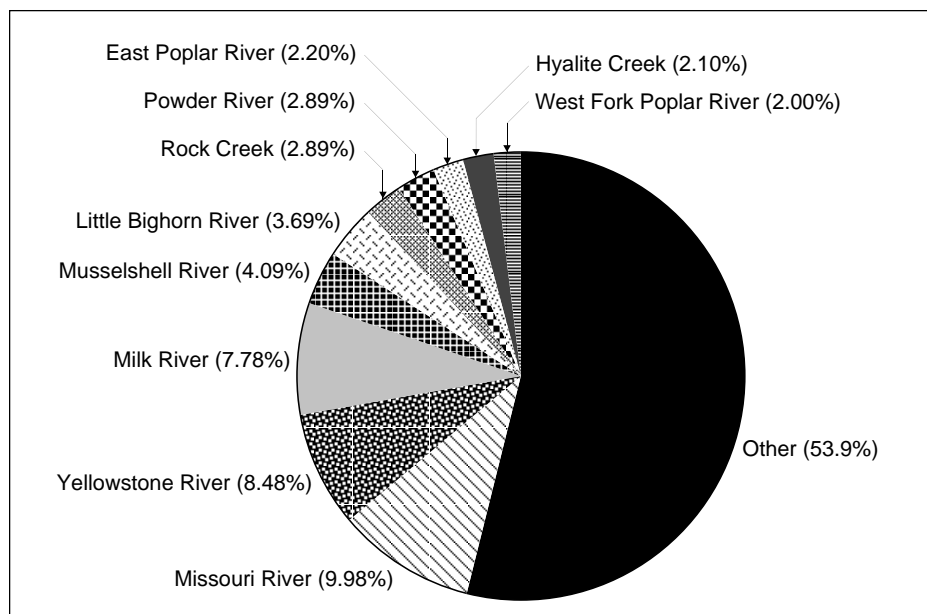 East Poplar River (2.20%)
Hyalite Creek (2.10%)
Powder River (2.89%)
West Fork Poplar River (2.00%)
Rock Creek (2.89%)
Little Bighorn River (3.69%)
Musselshell River (4.09%)
Milk River (7.78%)
Other (53.9%)
Yellowstone River (8.48%)
Missouri River (9.98%)